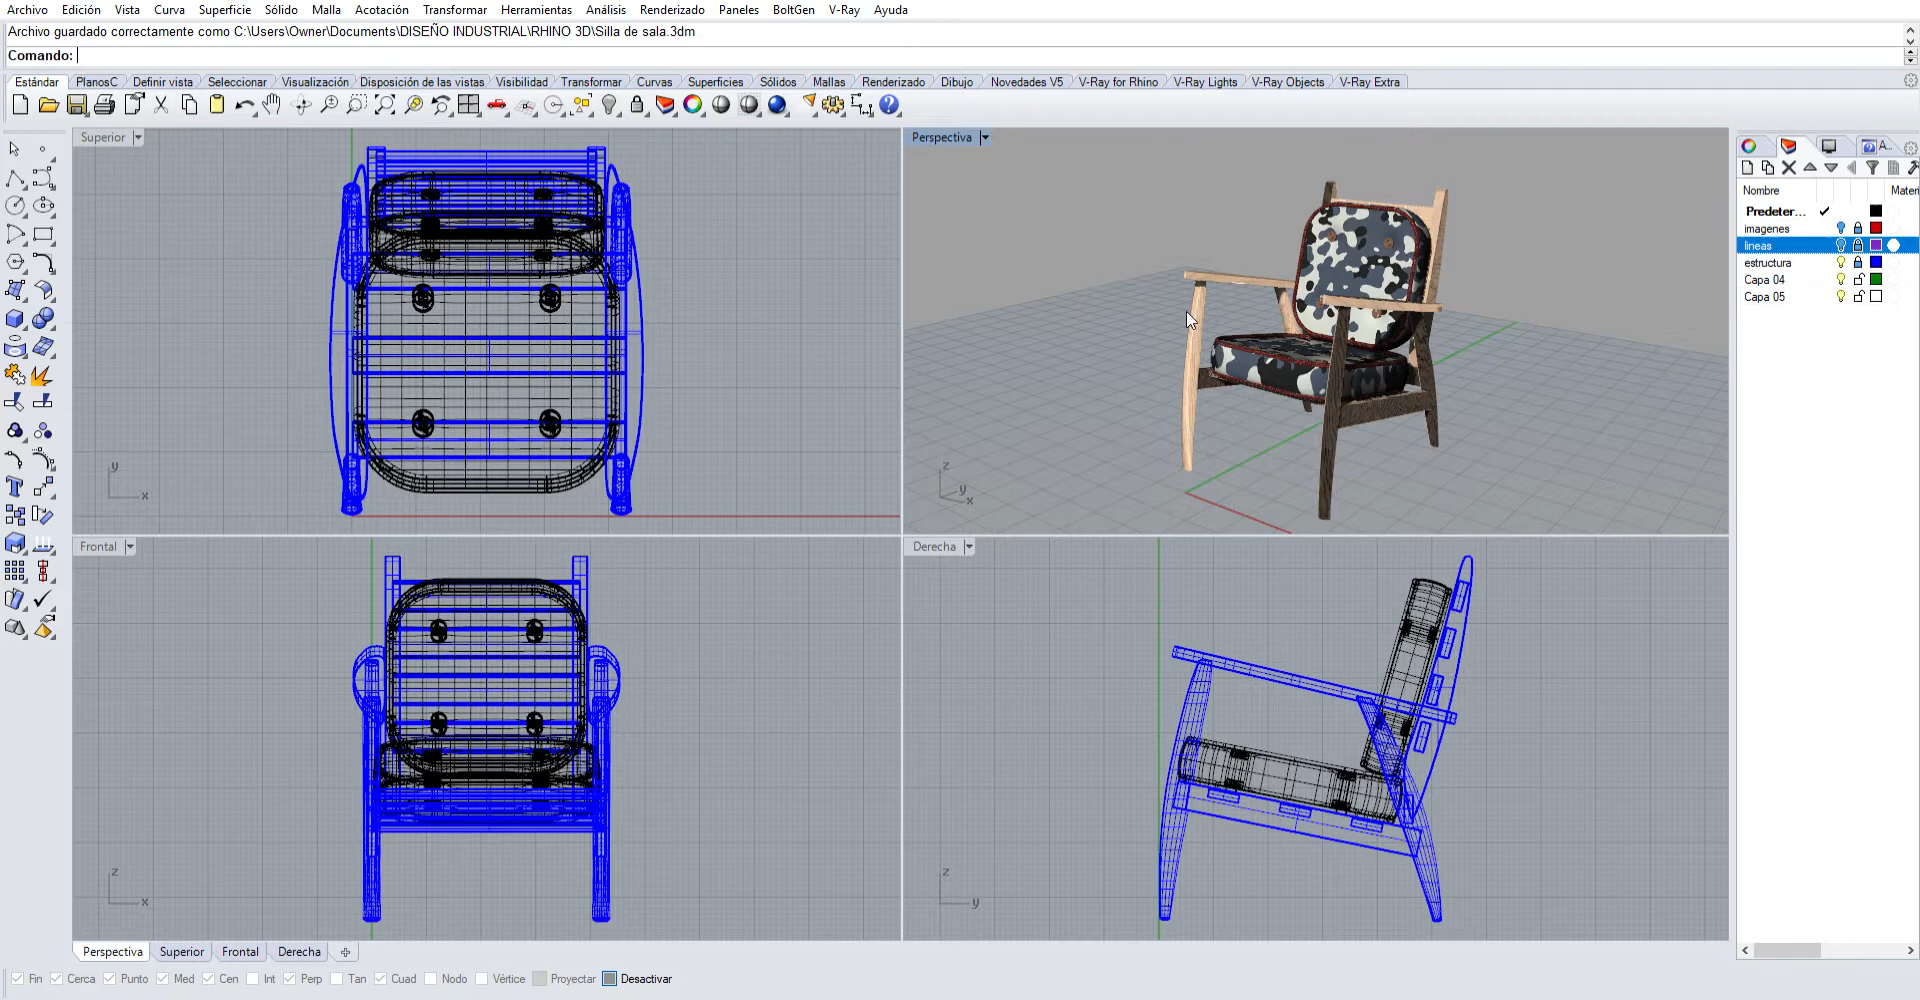 Archivo Edición Vista Curva Superficie Sólido Malla Acotación Transformar Herramientas Análisis Renderizado Paneles BoltGen V-Ray Ayuda
Archivo guardado correctamente como C:\Users\Owner\Documents\DISEÑO INDUSTRIAL\RHINO 3D\Silla de sala.3dm
Comando:
Estándar PlanosC Definir vista Seleccionar Visualización Disposición de las vistas Visibilidad Transformar Curvas Superficies Sólidos Mallas Renderizado Dibujo Novedades V5 V-Ray for Rhino V-Ray Lights V-Ray Objects V-Ray Extra
Superior
Perspectiva
A...
Nombre Materi
Predeter...
imagenes
lineas
estructura
Capa 04
Capa 05
y
x
z
y
x
Frontal
Derecha
z
x
z
y
Perspectiva Superior Frontal Derecha
Fin Cerca Punto Med Cen Int Perp Tan Cuad Nodo Vértice Proyectar Desactivar